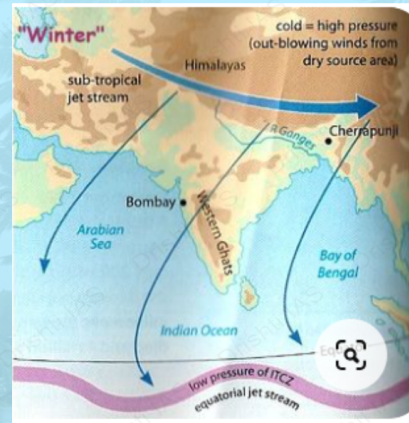 "Winter"
cold = high pressure
(out-blowing winds from
dry source area)
Himalayas
sub-tropical
jet stream
R Ganges
Cherrapunji
Bombay
Western Ghats
Arabian
Sea
Bay of
Bengal
Indian Ocean
low pressure of ITCZ
equatorial jet stream